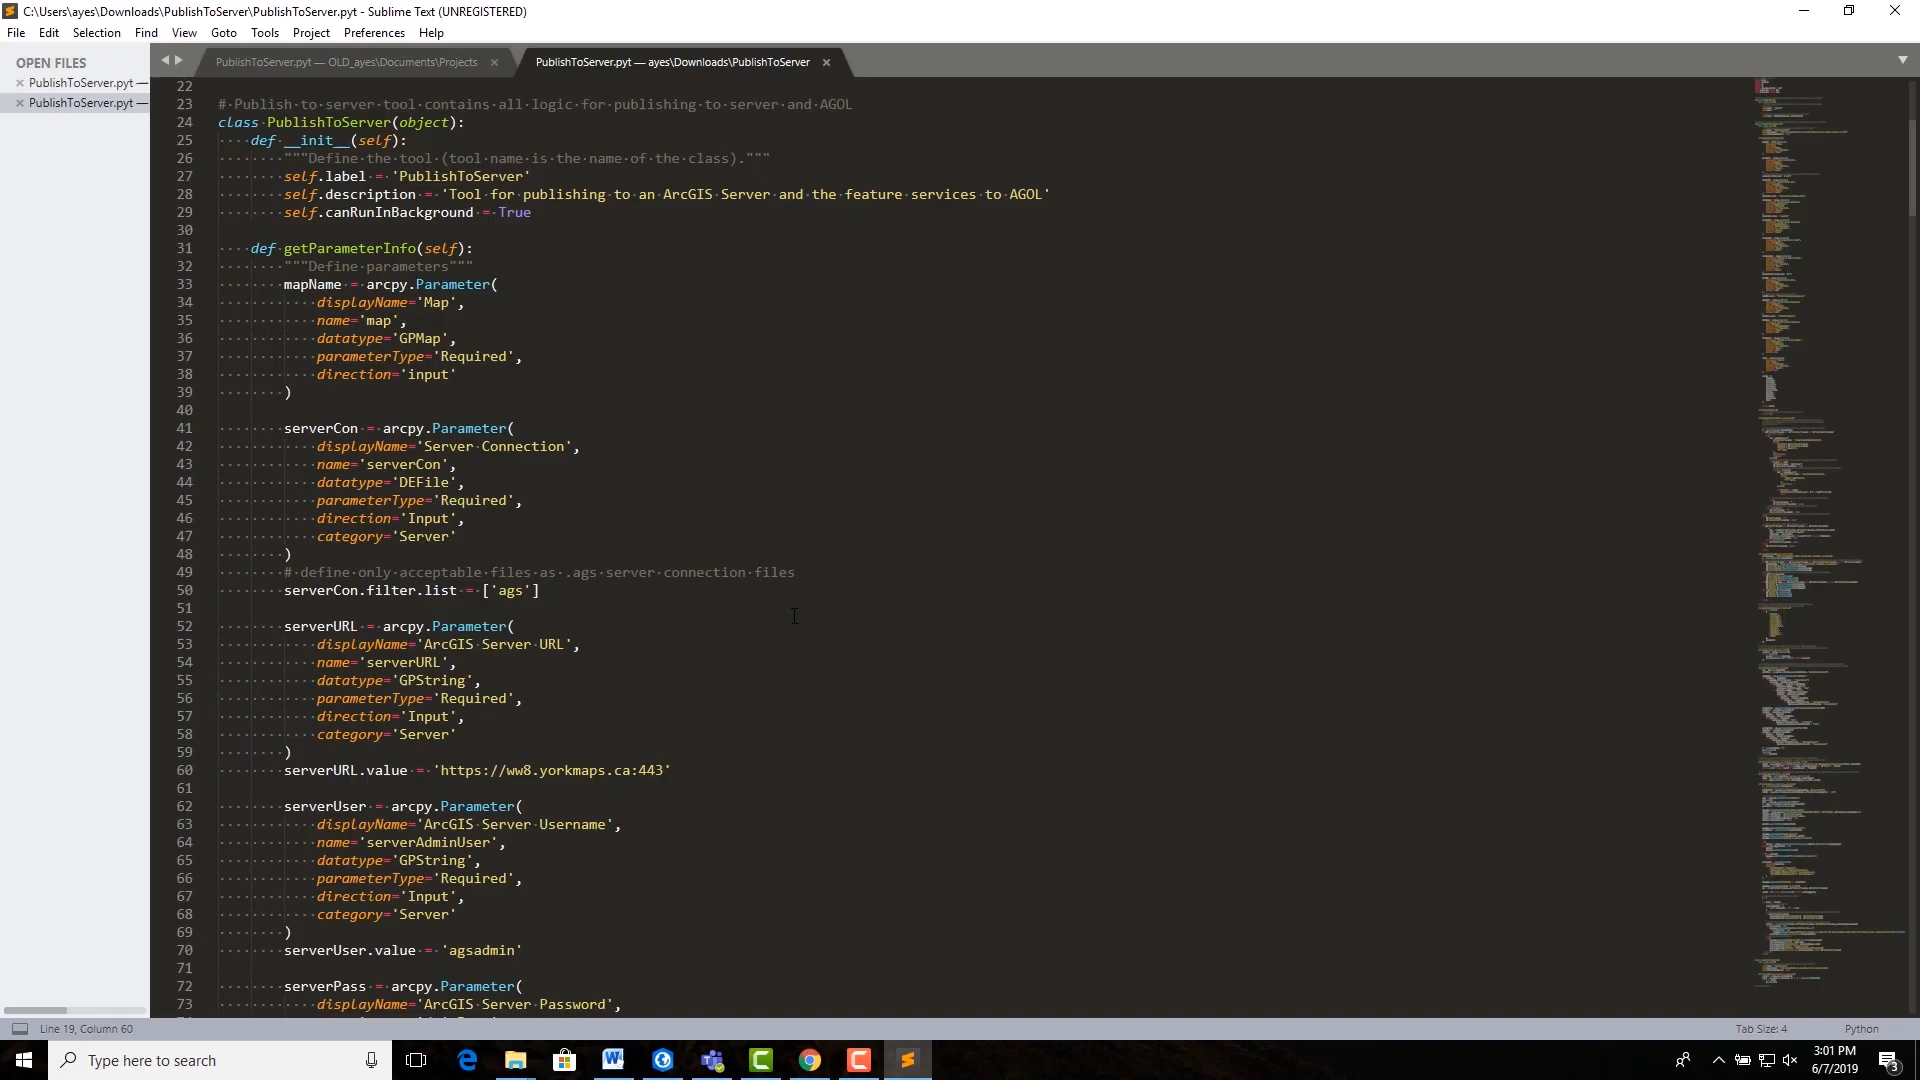 C:\Users\ayes\Downloads\PublishToServer\PublishToServer.pyt - Sublime Text (UNREGISTERED)
File Edit Selection Find View Goto Tools Project Preferences Help
OPEN FILES
PublishToServer.pyt —
PublishToServer.pyt —
PublishToServer.pyt — OLD_ayes\Documents\Projects
PublishToServer.pyt — ayes\Downloads\PublishToServer
22
23 # Publish to server tool contains all logic for publishing to server and AGOL
24 class PublishToServer(object):
25     def __init__(self):
26         """Define the tool (tool name is the name of the class)."""
27         self.label = 'PublishToServer'
28         self.description = 'Tool for publishing to an ArcGIS Server and the feature services to AGOL'
29         self.canRunInBackground = True
30
31     def getParameterInfo(self):
32         """Define parameters"""
33         mapName = arcpy.Parameter(
34             displayName='Map',
35             name='map',
36             datatype='GPMap',
37             parameterType='Required',
38             direction='input'
39         )
40
41         serverCon = arcpy.Parameter(
42             displayName='Server Connection',
43             name='serverCon',
44             datatype='DEFile',
45             parameterType='Required',
46             direction='Input',
47             category='Server'
48         )
49         # define only acceptable files as .ags server connection files
50         serverCon.filter.list = ['ags']
51
52         serverURL = arcpy.Parameter(
53             displayName='ArcGIS Server URL',
54             name='serverURL',
55             datatype='GPString',
56             parameterType='Required',
57             direction='Input',
58             category='Server'
59         )
60         serverURL.value = 'https://ww8.yorkmaps.ca:443'
61
62         serverUser = arcpy.Parameter(
63             displayName='ArcGIS Server Username',
64             name='serverAdminUser',
65             datatype='GPString',
66             parameterType='Required',
67             direction='Input',
68             category='Server'
69         )
70         serverUser.value = 'agsadmin'
71
72         serverPass = arcpy.Parameter(
73             displayName='ArcGIS Server Password',
Line 19, Column 60
Tab Size: 4
Python
Type here to search
3:01 PM
6/7/2019
3